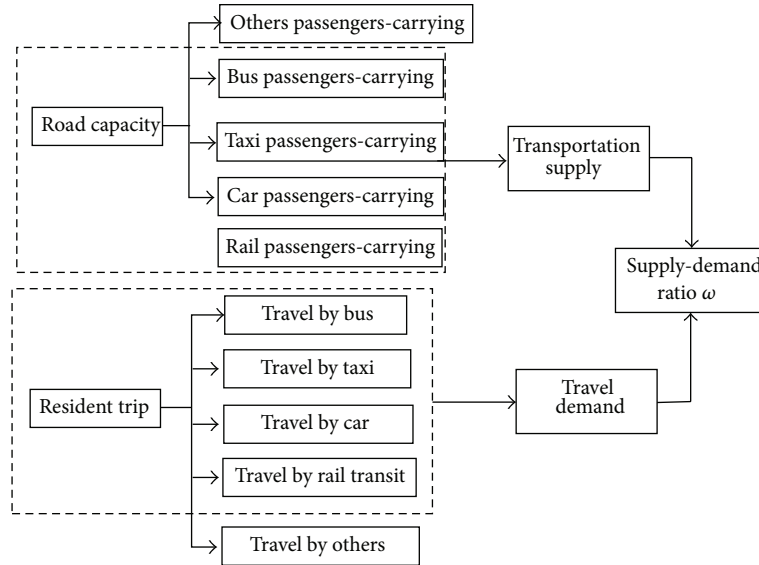 Others passengers-carrying
Bus passengers-carrying
Road capacity
Taxi passengers-carrying
Car passengers-carrying
Rail passengers-carrying
Transportation
supply
Supply-demand
ratio ω
Travel by bus
Travel by taxi
Resident trip
Travel by car
Travel by rail transit
Travel by others
Travel
demand